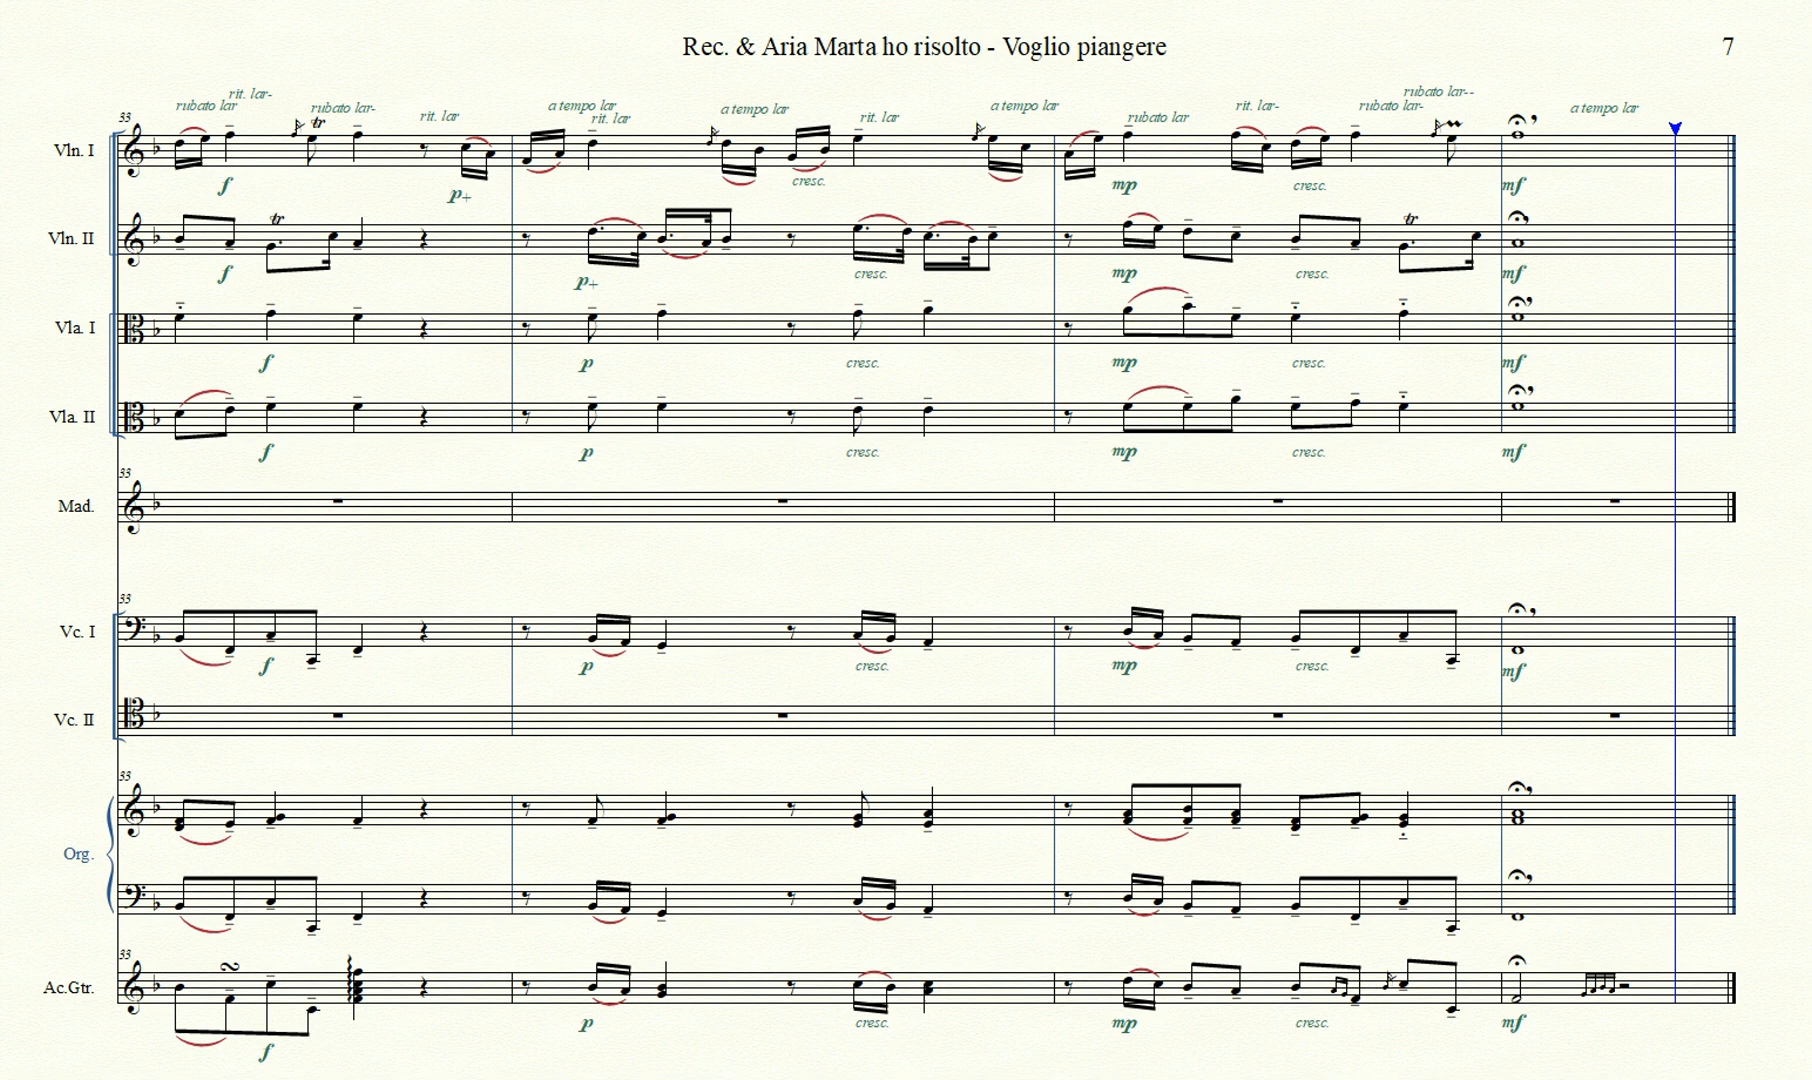 Rec. & Aria Marta ho risolto - Voglio piangere 7
rit. lar- rubato lar--
rubato lar rubato lar- rit. lar a tempo lar rit. lar a tempo lar rit. lar a tempo lar rubato lar rit. lar- rubato lar- a tempo lar
33
tr
Vln. I
f p+ cresc. mp cresc. mf
tr tr
Vln. II
f p+ cresc. mp cresc. mf
Vla. I
f p cresc. mp cresc. mf
Vla. II
f p cresc. mp cresc. mf
33
Mad.
33
Vc. I
f p cresc. mp cresc. mf
Vc. II
33
Org.
33
Ac.Gtr.
p cresc. mp cresc. mf
f